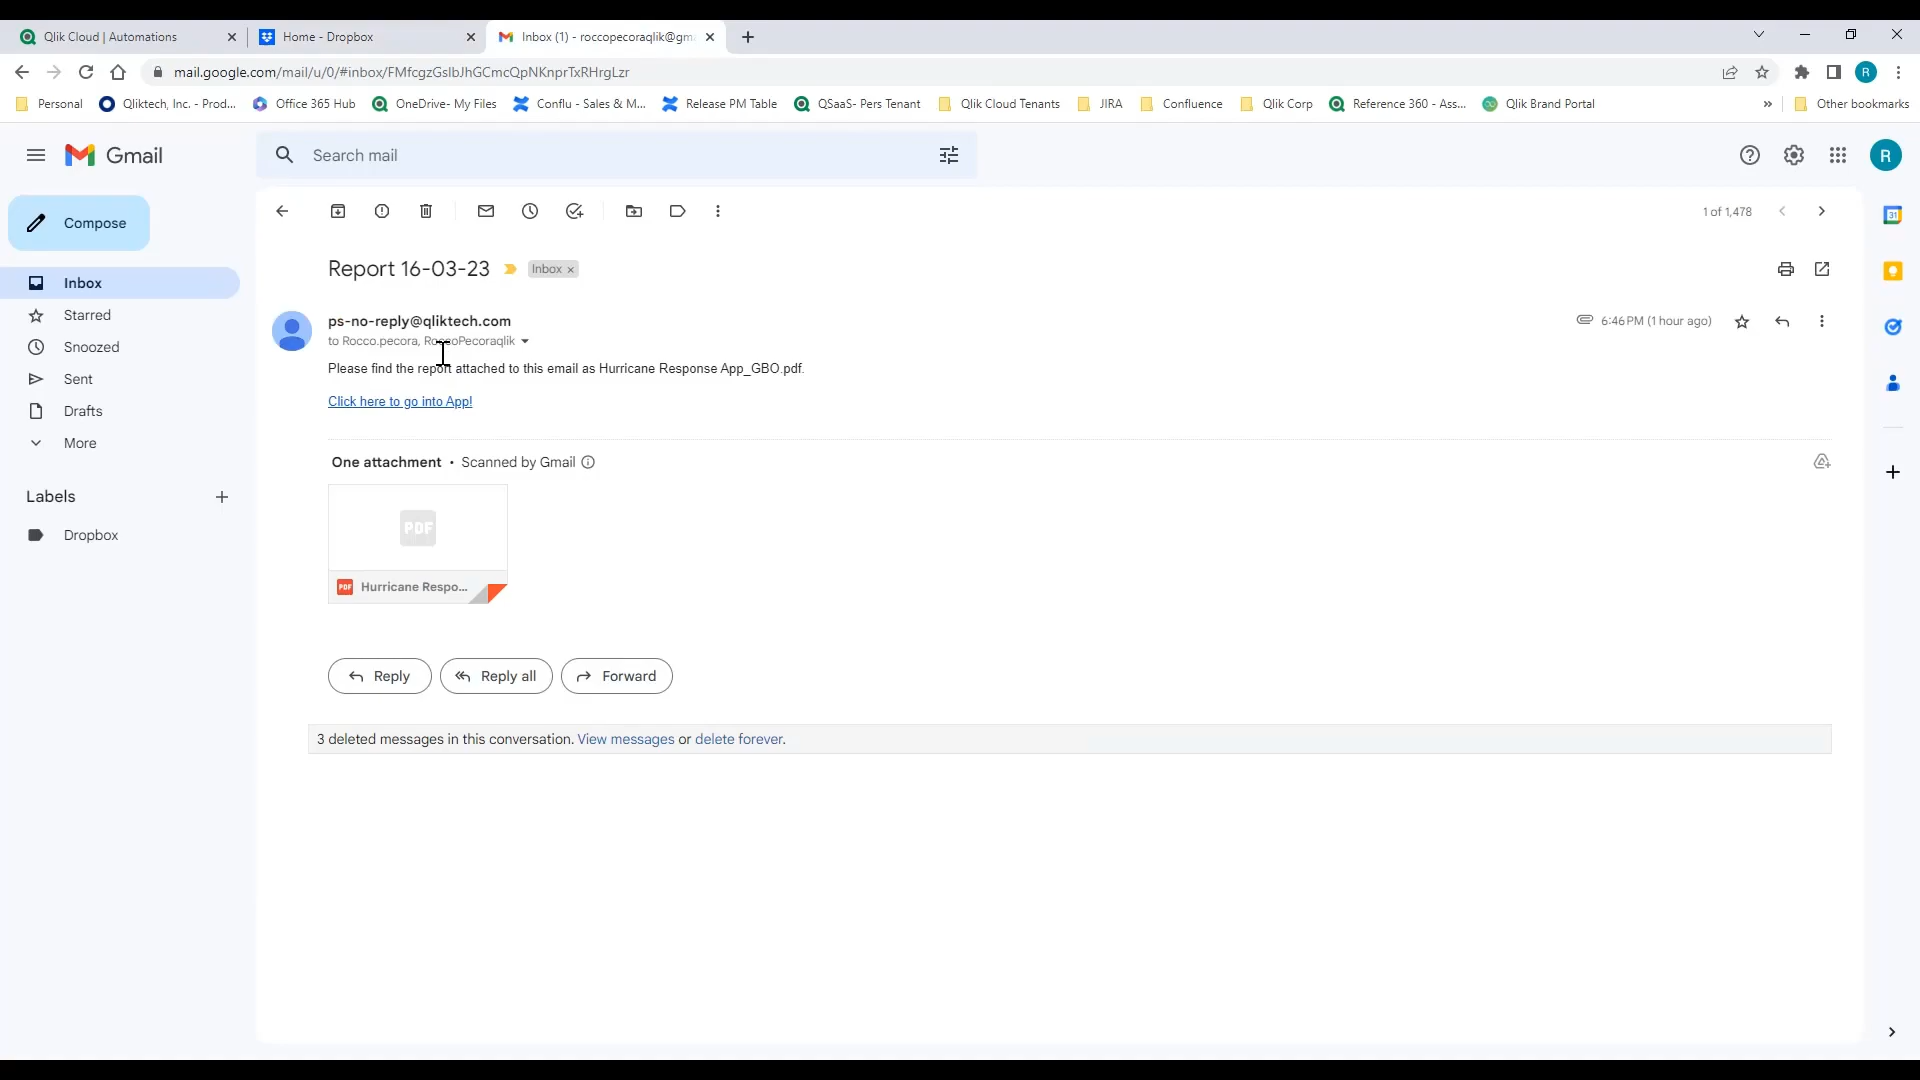 Qlik Cloud | Automations
Home - Dropbox
Inbox (1) - roccopecoraqlik@gm
mail.google.com/mail/u/0/#inbox/FMfcgzGslbJhGCmcQpNKnprTxRHrgLzr
R
Personal
Qliktech, Inc. - Prod...
Office 365 Hub
OneDrive- My Files
Conflu - Sales & M...
Release PM Table
QSaaS- Pers Tenant
Qlik Cloud Tenants
JIRA
Confluence
Qlik Corp
Reference 360 - Ass...
Qlik Brand Portal
»
Other bookmarks
Gmail
Search mail
R
Compose
1 of 1,478
31
Inbox
Report 16-03-23
Inbox ×
Starred
ps-no-reply@qliktech.com
6:46 PM (1 hour ago)
to Rocco.pecora, RoccoPecoraqlik
Snoozed
Please find the report attached to this email as Hurricane Response App_GBO.pdf.
Sent
Click here to go into App!
Drafts
More
One attachment • Scanned by Gmail
Labels
PDF
Dropbox
PDF Hurricane Respo...
Reply
Reply all
Forward
3 deleted messages in this conversation. View messages or delete forever.